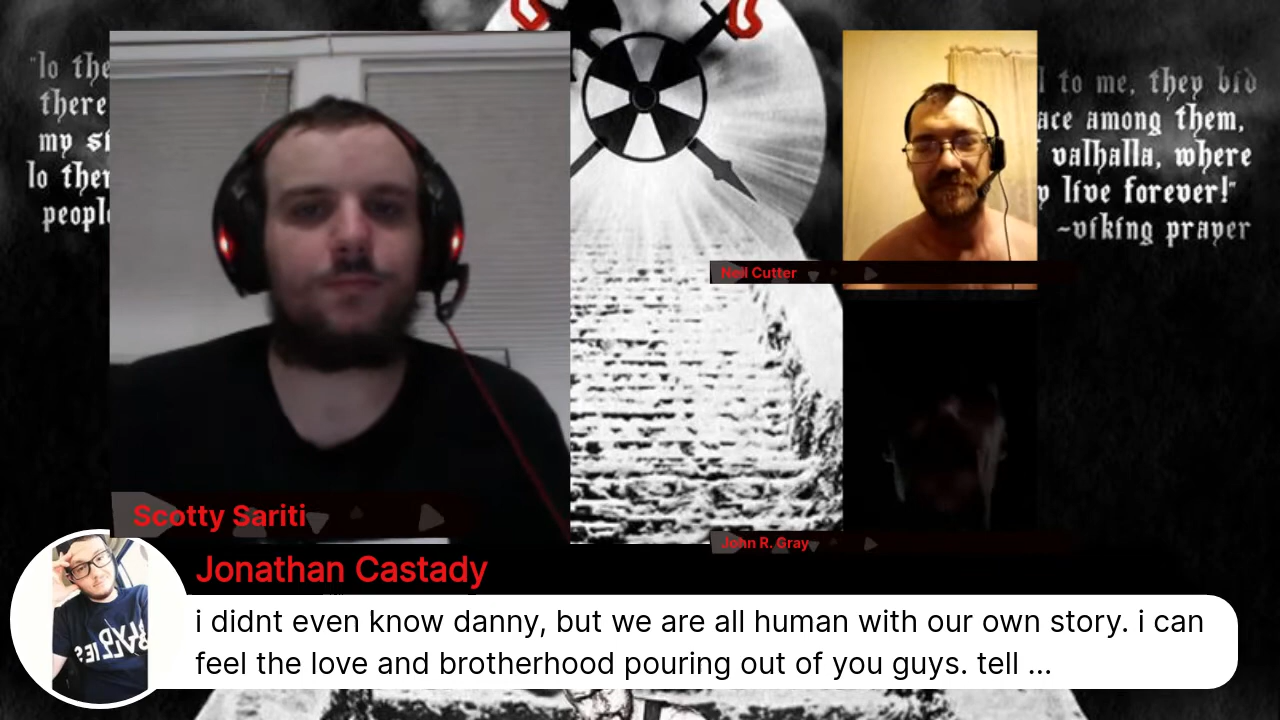 "lo the
there
my
lo
people
l to me, they bid
ace among them,
valhalla, where
live forever!"
~viking prayer
Neil Cutter
John R. Gray
Scotty Sariti
Jonathan Castady
i didnt even know danny, but we are all human with our own story. i can
feel the love and brotherhood pouring out of you guys. tell ...